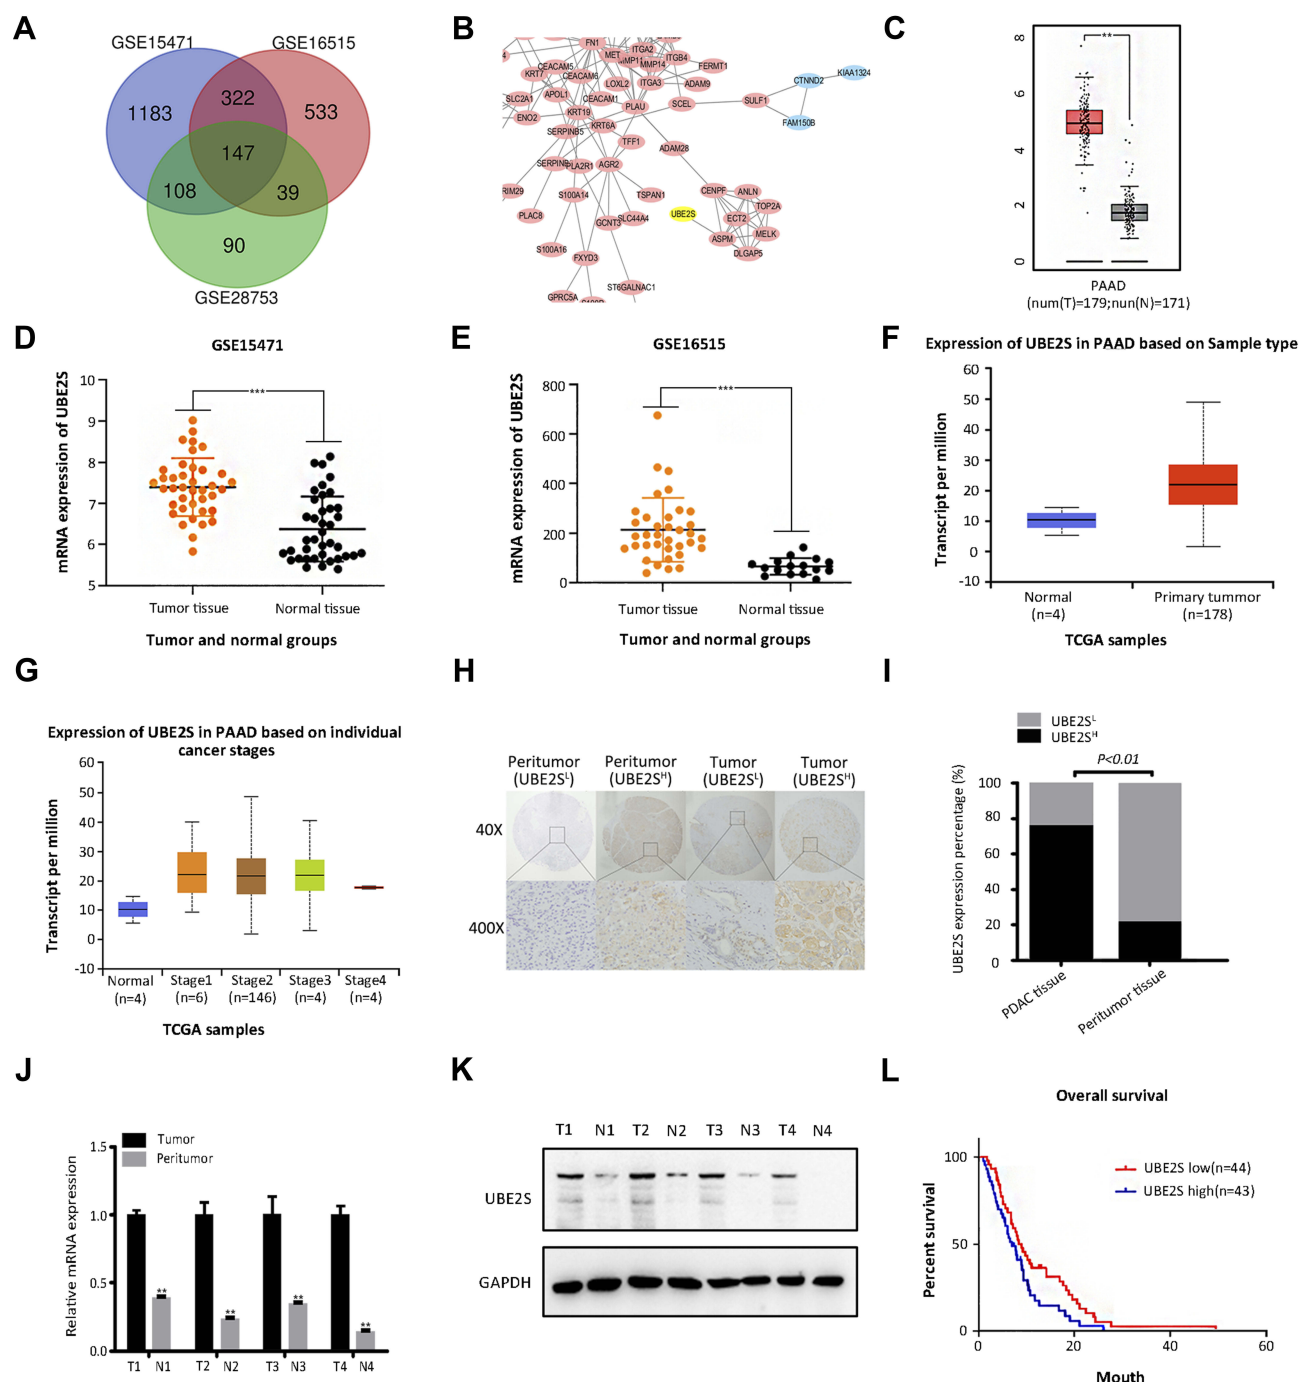 A
GSE15471
GSE16515
1183
322
533
147
108
39
90
GSE28753
B
FN1
ITGA2
MET
MMP11
MMP14
ITGB4
FERMT1
CEACAM5
KRT7
CEACAM6
LOXL2
ITGA3
ADAM9
CTNND2
KIAA1324
SLC2A1
APOL1
CEACAM1
PLAU
SCEL
SULF1
ENO2
KRT19
KRT6A
FAM150B
SERPINB5
TFF1
ADAM28
SERPINB
PLA2R1
AGR2
RIM29
S100A14
TSPAN1
CENPF
ANLN
TOP2A
PLAC8
GCNT3
SLC44A4
UBE2S
ECT2
MELK
ASPM
DLGAP5
S100A16
FXYD3
ST6GALNAC1
GPRC5A
C
8
6
4
2
0
**
PAAD
(num(T)=179;nun(N)=171)
D
GSE15471
mRNA expression of UBE2S
10
9
8
7
6
5
***
Tumor tissue
Normal tissue
Tumor and normal groups
E
GSE16515
mRNA expression of UBE2S
800
600
400
200
0
***
Tumor tissue
Normal tissue
Tumor and normal groups
F
Expression of UBE2S in PAAD based on Sample type
Transcript per million
60
50
40
30
20
10
0
-10
Normal
(n=4)
Primary tummor
(n=178)
TCGA samples
G
Expression of UBE2S in PAAD based on individual
cancer stages
Transcript per million
60
50
40
30
20
10
0
-10
Normal
(n=4)
Stage1
(n=6)
Stage2
(n=146)
Stage3
(n=4)
Stage4
(n=4)
TCGA samples
H
Peritumor
(UBE2Sᴸ)
Peritumor
(UBE2Sᴴ)
Tumor
(UBE2Sᴸ)
Tumor
(UBE2Sᴴ)
40X
400X
I
UBE2Sᴸ
UBE2Sᴴ
P<0.01
UBE2S expression percentage (%)
100
80
60
40
20
0
PDAC tissue
Peritumor tissue
J
Tumor
Peritumor
Relative mRNA expression
1.5
1.0
0.5
0.0
**
**
**
**
T1 N1 T2 N2 T3 N3 T4 N4
K
T1 N1 T2 N2 T3 N3 T4 N4
UBE2S
GAPDH
L
Overall survival
UBE2S low(n=44)
UBE2S high(n=43)
Percent survival
100
50
0
0 20 40 60
Mouth